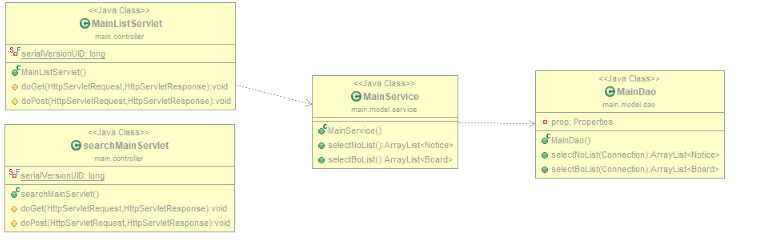 <<Java Class>>
MainListServlet
main.controller
serialVersionUID: long
MainListServlet()
doGet(HttpServletRequest,HttpServletResponse):void
doPost(HttpServletRequest,HttpServletResponse):void
<<Java Class>>
searchMainServlet
main.controller
serialVersionUID: long
searchMainServlet()
doGet(HttpServletRequest,HttpServletResponse):void
doPost(HttpServletRequest,HttpServletResponse):void
<<Java Class>>
MainService
main.model.service
MainService()
selectNoList():ArrayList<Notice>
selectBoList():ArrayList<Board>
<<Java Class>>
MainDao
main.model.dao
prop: Properties
MainDao()
selectNoList(Connection):ArrayList<Notice>
selectBoList(Connection):ArrayList<Board>